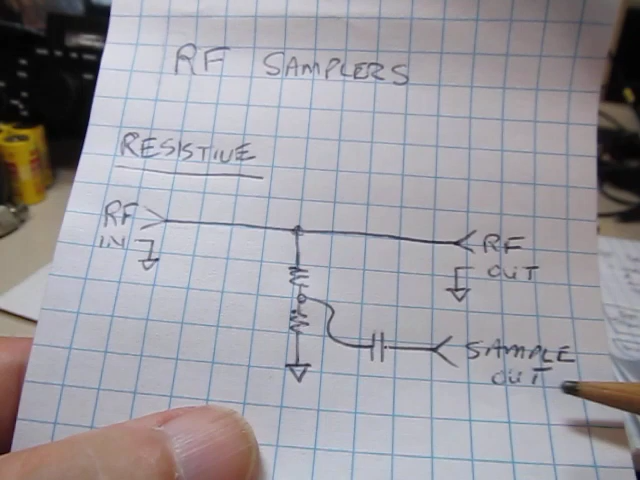 RF SAMPLERS
RESISTIVE
RF
IN
RF
OUT
SAMPLE
OUT